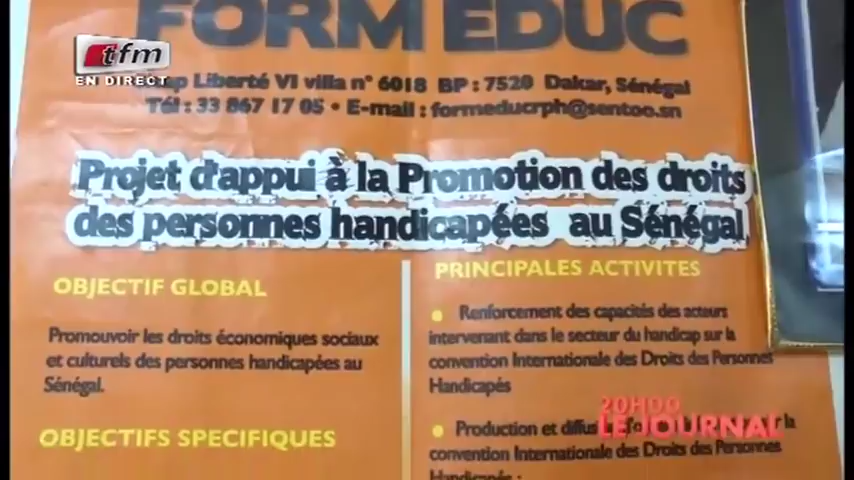 FORM EDUC
tfm
EN DIRECT
Liberté VI villa n° 6018 BP : 7520 Dakar, Sénégal
Tél : 33 867 17 05 • E-mail : formeducrph@sentoo.sn
Projet d'appui à la Promotion des droits
des personnes handicapées au Sénégal
OBJECTIF GLOBAL
Promouvoir les droits économiques sociaux
et culturels des personnes handicapées au
Sénégal.
OBJECTIFS SPECIFIQUES
PRINCIPALES ACTIVITES
Renforcement des capacités des acteurs
intervenant dans le secteur du handicap sur la
convention Internationale des Droits des Personnes
Handicapés
Production et la
convention Internationale des Droits des Personnes
Handicapés :
20H00
LE JOURNAL